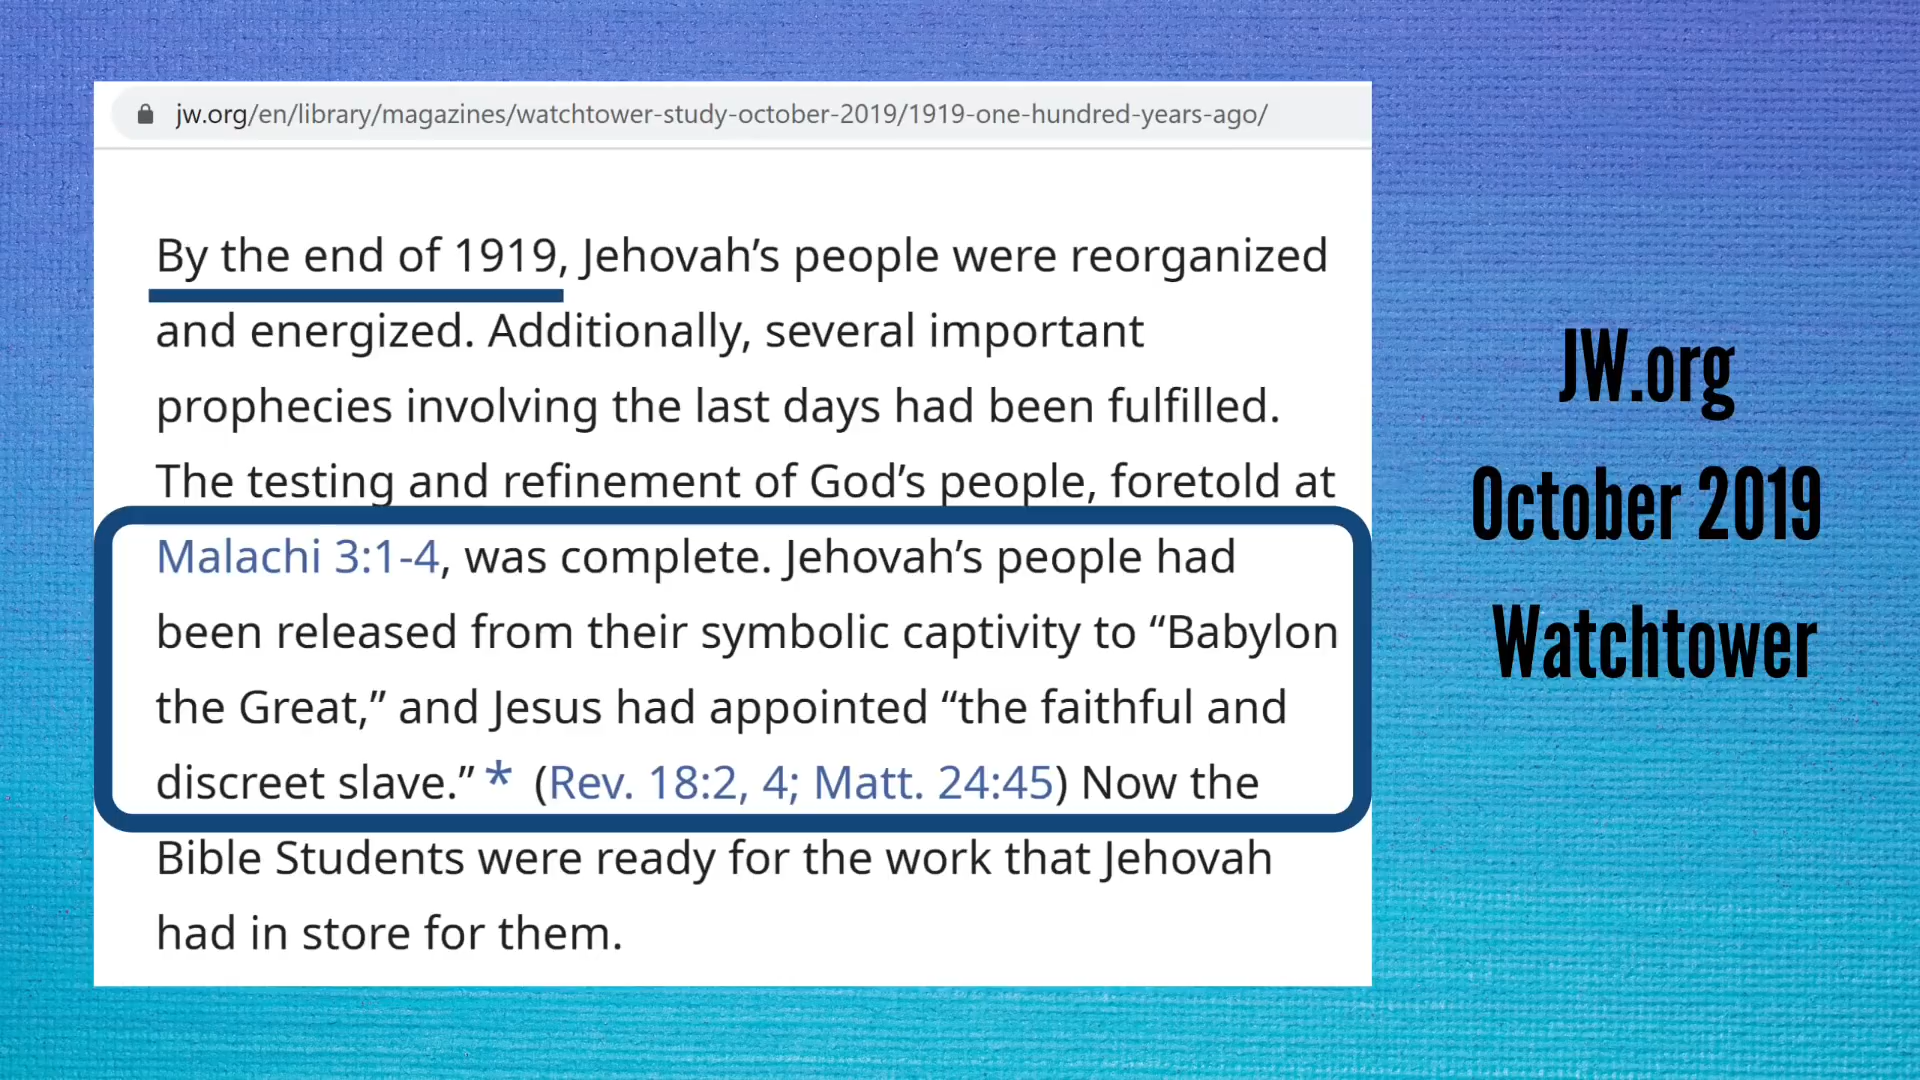 jw.org/en/library/magazines/watchtower-study-october-2019/1919-one-hundred-years-ago/
By the end of 1919, Jehovah’s people were reorganized
and energized. Additionally, several important
prophecies involving the last days had been fulfilled.
The testing and refinement of God’s people, foretold at
Malachi 3:1-4, was complete. Jehovah’s people had
been released from their symbolic captivity to “Babylon
the Great,” and Jesus had appointed “the faithful and
discreet slave.” * (Rev. 18:2, 4; Matt. 24:45) Now the
Bible Students were ready for the work that Jehovah
had in store for them.
JW.org
October 2019
Watchtower